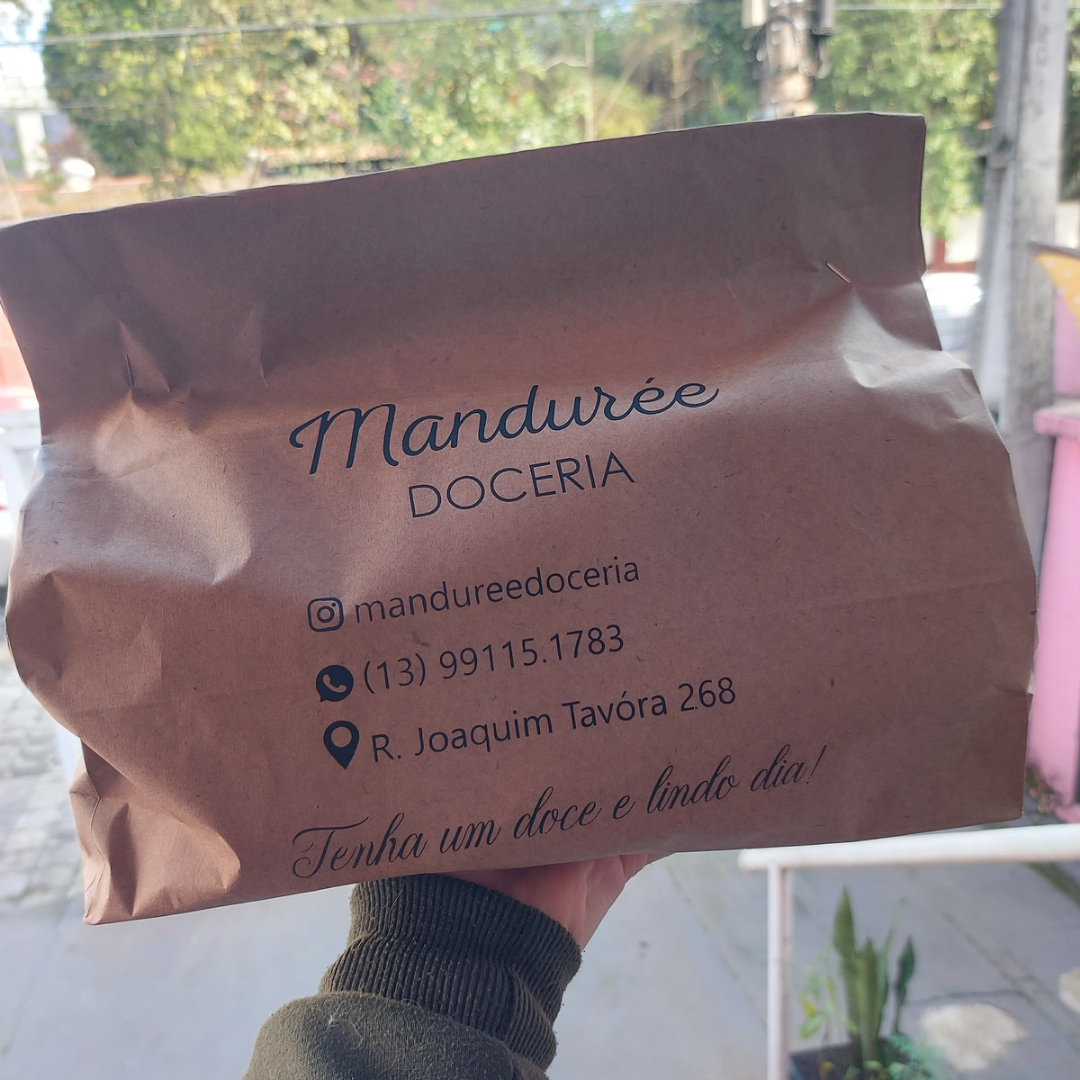 Mandurée
DOCERIA
mandureedoceria
(13) 99115.1783
R. Joaquim Tavóra 268
Tenha um doce e lindo dia!